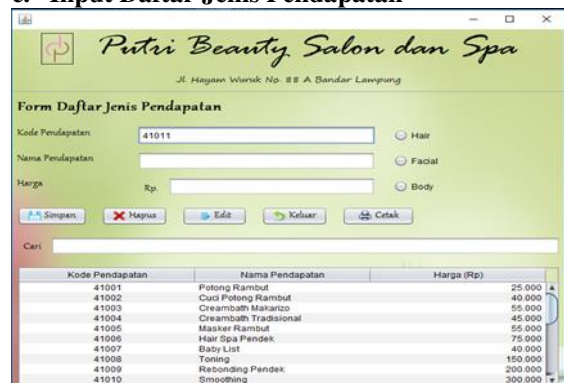 c. Input Daftar Jenis Pendapatan
Putri Beauty Salon dan Spa
Jl. Hayam Wuruk No. 88 A Bandar Lampung
Form Daftar Jenis Pendapatan
Kode Pendapatan 41011 Hair
Nama Pendapatan Facial
Harga Rp. Body
Simpan Hapus Edit Keluar Cetak
Cari
Kode Pendapatan Nama Pendapatan Harga (Rp)
41001 Potong Rambut 25.000
41002 Cuci Potong Rambut 40.000
41003 Creambath Makarizo 55.000
41004 Creambath Tradisional 45.000
41005 Masker Rambut 55.000
41006 Hair Spa Pendek 75.000
41007 Baby List 40.000
41008 Toning 150.000
41009 Rebonding Pendek 200.000
41010 Smoothing 300.000